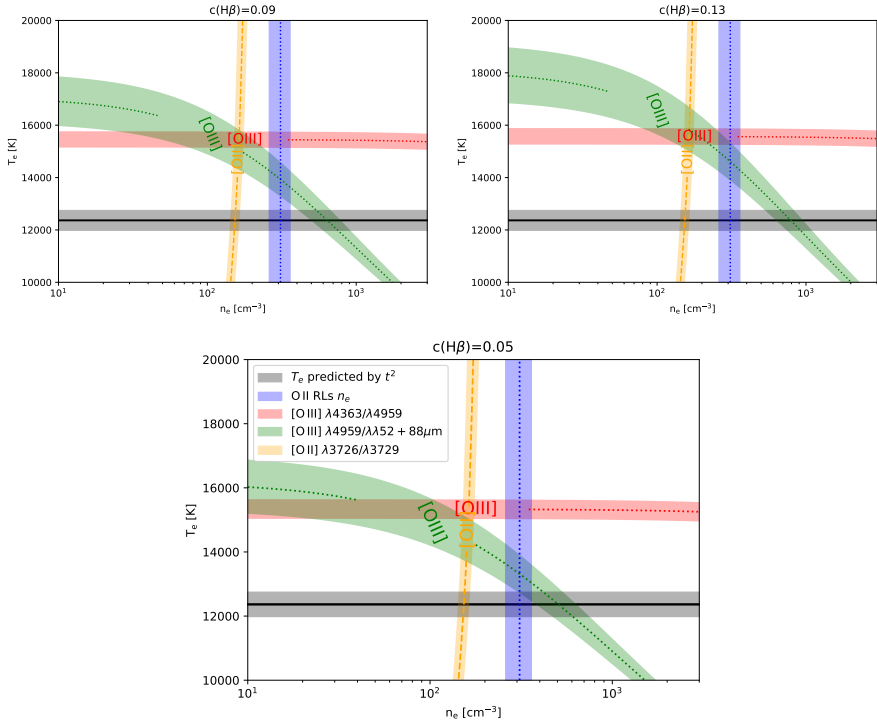 c(Hβ)=0.09
20000
18000
16000
14000
12000
10000
T_e [K]
[OIII]
[OIII]
[OII]
10^1
10^2
10^3
n_e [cm^-3]
c(Hβ)=0.13
20000
18000
16000
14000
12000
10000
T_e [K]
[OIII]
[OIII]
[OII]
10^1
10^2
10^3
n_e [cm^-3]
c(Hβ)=0.05
20000
18000
16000
14000
12000
10000
T_e [K]
T_e predicted by t^2
O II RLs n_e
[O III] λ4363/λ4959
[O III] λ4959/λλ52 + 88μm
[O II] λ3726/λ3729
[OIII]
[OIII]
[OII]
10^1
10^2
10^3
n_e [cm^-3]